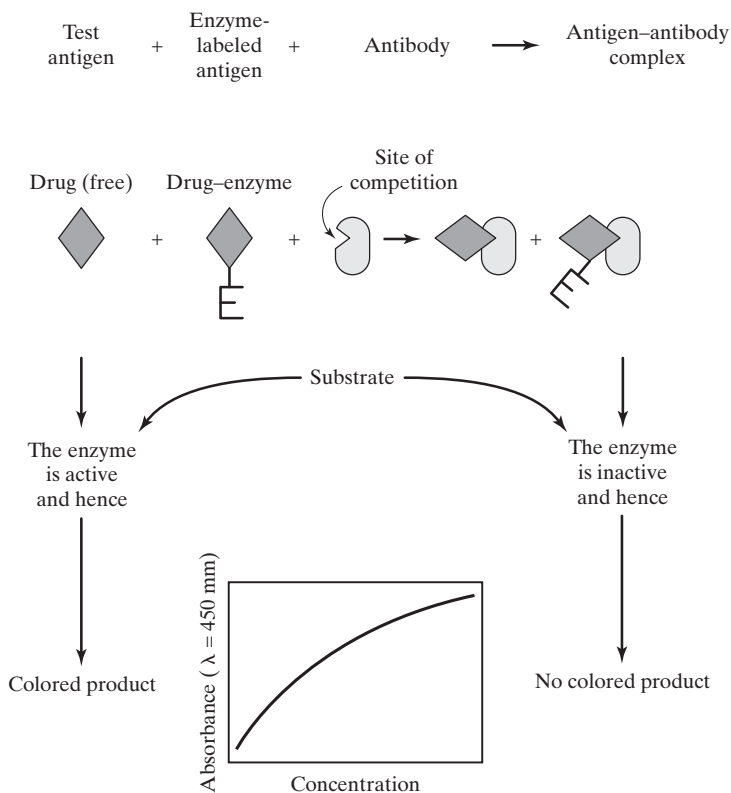 Test
antigen
+
Enzyme-
labeled
antigen
+
Antibody
Antigen–antibody
complex
Site of
competition
Drug (free)
Drug–enzyme
+
+
+
E
E
Substrate
The enzyme
is active
and hence
The enzyme
is inactive
and hence
Colored product
No colored product
Absorbance ( λ = 450 mm)
Concentration